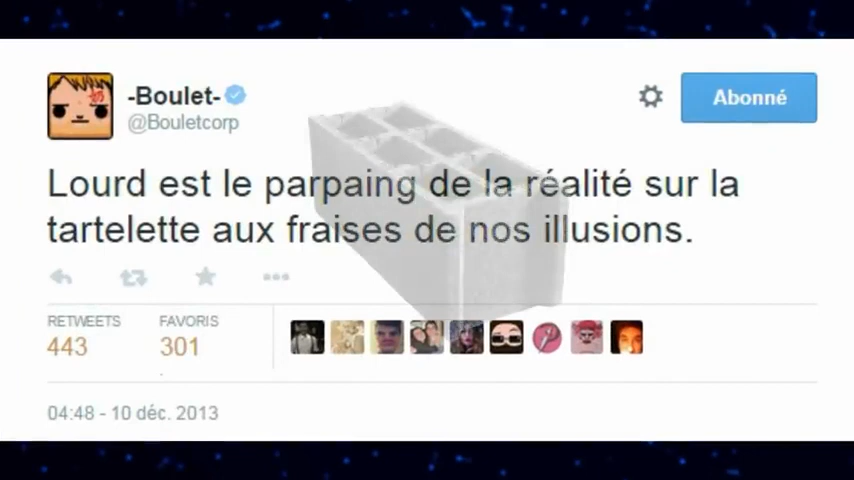 -Boulet-
@Bouletcorp
Abonné
Lourd est le parpaing de la réalité sur la
tartelette aux fraises de nos illusions.
RETWEETS
FAVORIS
443
301
04:48 - 10 déc. 2013